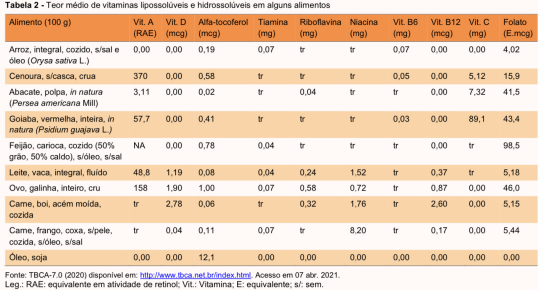 Tabela 2 - Teor médio de vitaminas lipossolúveis e hidrossolúveis em alguns alimentos
Alimento (100 g) Vit. A (RAE) Vit. D (mcg) Alfa-tocoferol (mcg) Tiamina (mg) Riboflavina (mg) Niacina (mg) Vit. B6 (mg) Vit. B12 (mcg) Vit. C (mcg) Folato (E.mcg)
Arroz, integral, cozido, s/sal e óleo (Orysa sativa L.) 0,00 0,00 0,19 0,07 tr tr 0,07 0,00 0,00 4,02
Cenoura, s/casca, crua 370 0,00 0,58 tr tr tr 0,05 0,00 5,12 15,9
Abacate, polpa, in natura (Persea americana Mill) 3,11 0,00 0,02 tr 0,04 tr tr 0,00 7,32 41,5
Goiaba, vermelha, inteira, in natura (Psidium guajava L.) 57,7 0,00 0,41 tr tr tr 0,03 0,00 89,1 43,4
Feijão, carioca, cozido (50% grão, 50% caldo), s/óleo, s/sal NA 0,00 0,78 0,04 tr tr tr 0,00 tr 98,5
Leite, vaca, integral, fluído 48,8 1,19 0,08 0,04 0,24 1.52 tr 0,37 tr 5,18
Ovo, galinha, inteiro, cru 158 1,90 1,00 0,07 0,58 0,72 tr 0,87 0,00 46,0
Carne, boi, acém moída, cozida tr 2,78 0,06 tr 0,32 1,76 tr 2,60 0,00 5,15
Carne, frango, coxa, s/pele, cozida, s/óleo, s/sal tr 0,04 0,11 0,07 tr 8.20 tr 0,17 0,00 5,44
Óleo, soja 0,00 0,00 12,1 0,00 0,00 0,00 0,00 0,00 0,00 0,00
Fonte: TBCA-7.0 (2020) disponível em: http://www.tbca.net.br/index.html. Acesso em 07 abr. 2021.
Leg.: RAE: equivalente em atividade de retinol; Vit.: Vitamina; E: equivalente; s/: sem.